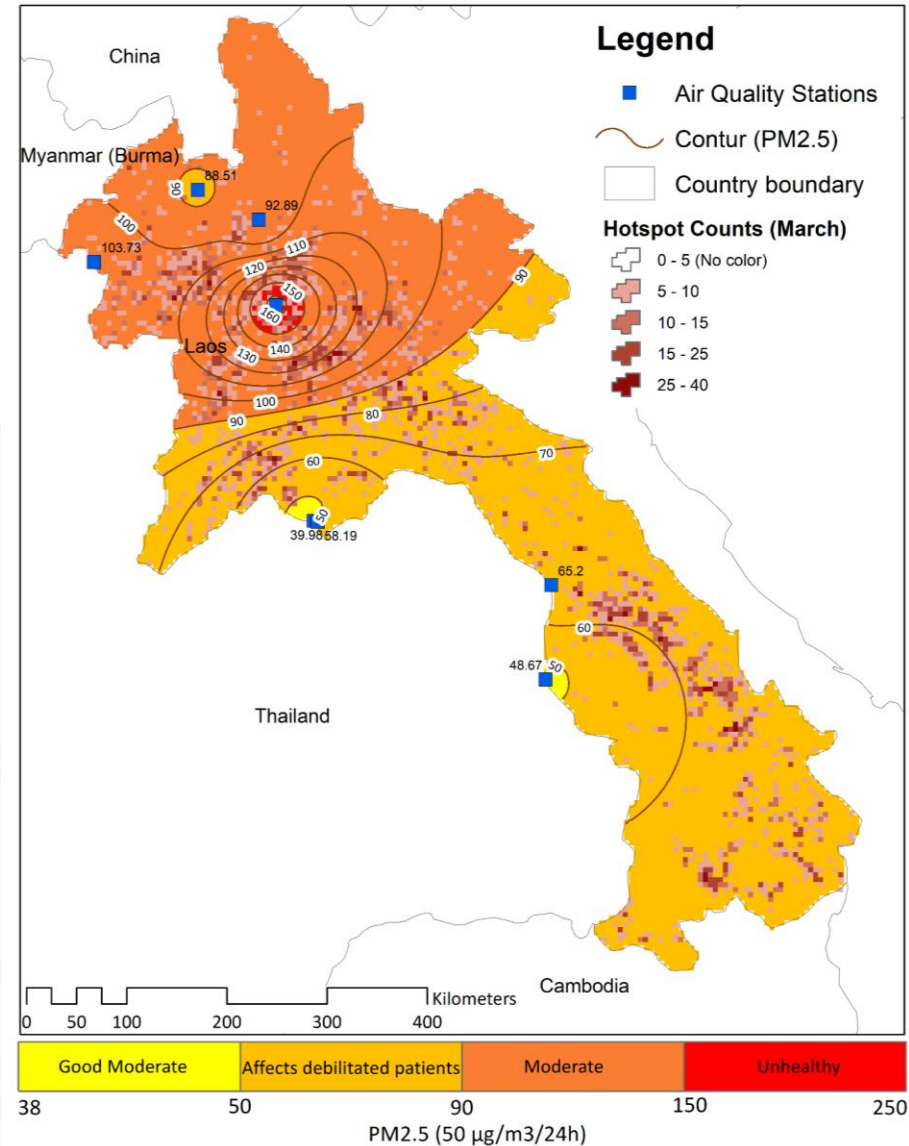 China
Myanmar (Burma)
88.51
90
92.89
100
103.73
110
120
150
160
130
140
Laos
100
90
90
80
70
60
50
39.98
58.19
65.2
60
48.67
50
Thailand
Cambodia
Legend
Air Quality Stations
Contur (PM2.5)
Country boundary
Hotspot Counts (March)
0 - 5 (No color)
5 - 10
10 - 15
15 - 25
25 - 40
Kilometers
0 50 100 200 300 400
Good Moderate Affects debilitated patients Moderate Unhealthy
38 50 90 150 250
PM2.5 (50 µg/m3/24h)